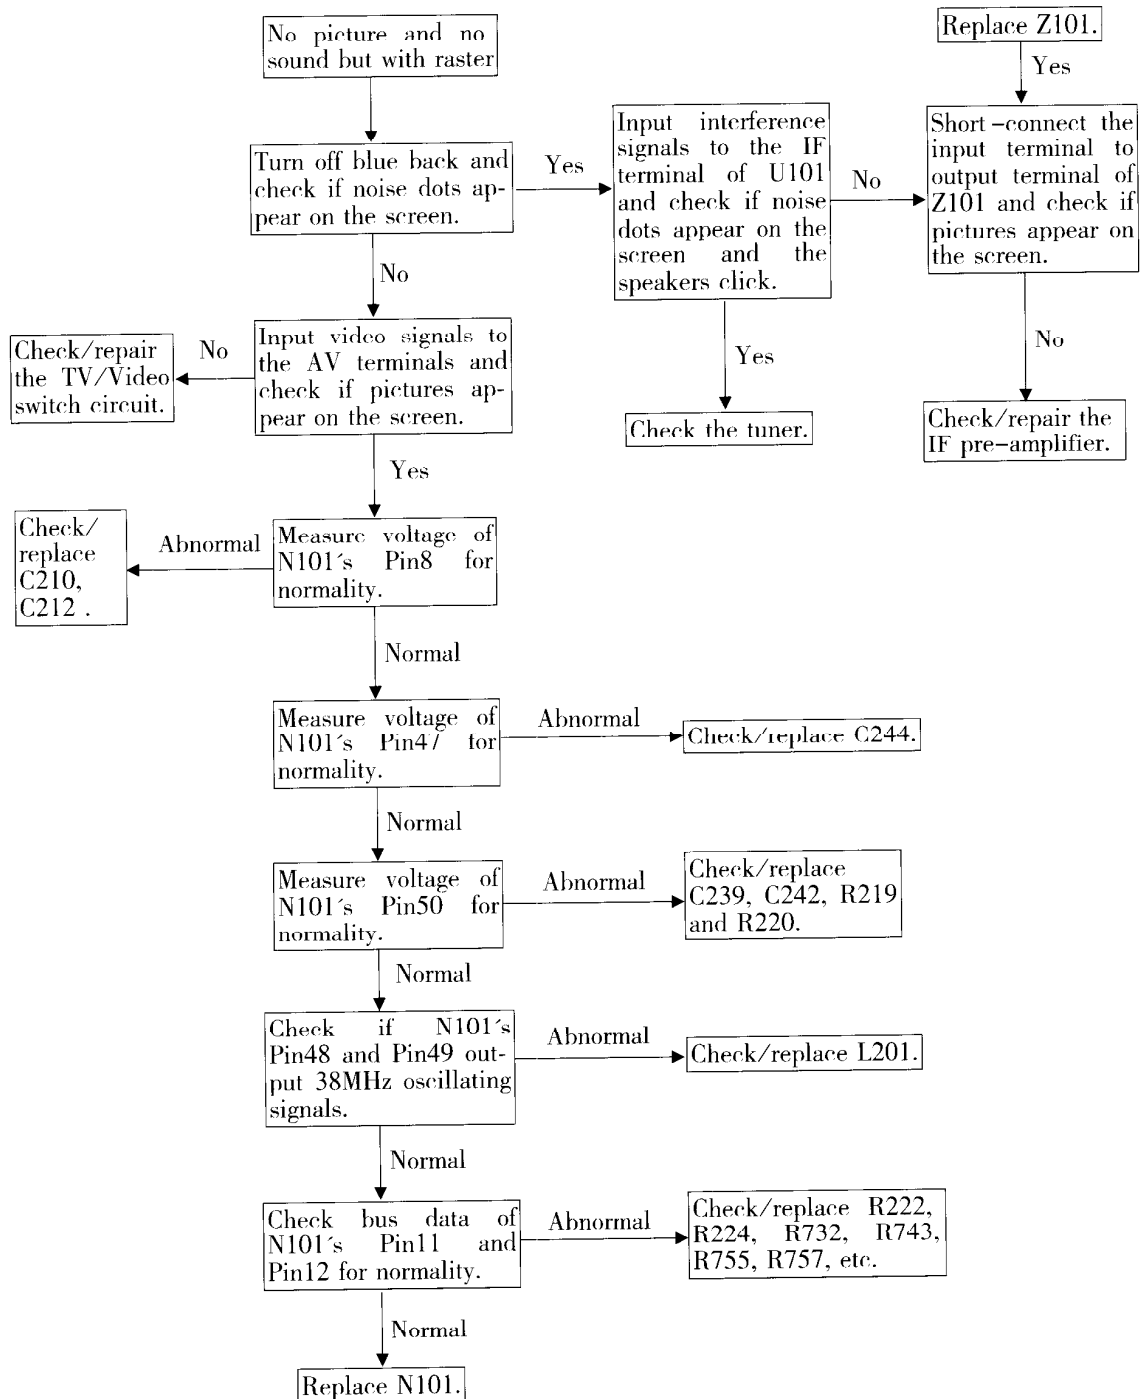 No picture and no
sound but with raster
Replace Z101.
Yes
Turn off blue back and
check if noise dots ap-
pear on the screen.
Yes
Input interference
signals to the IF
terminal of U101
and check if noise
dots appear on the
screen and the
speakers click.
No
Short-connect the
input terminal to
output terminal of
Z101 and check if
pictures appear on
the screen.
No
Yes
No
Check/repair
the TV/Video
switch circuit.
No
Input video signals to
the AV terminals and
check if pictures ap-
pear on the screen.
Check the tuner.
Check/repair the
IF pre-amplifier.
Yes
Check/
replace
C210,
C212 .
Abnormal
Measure voltage of
N101's Pin8 for
normality.
Normal
Measure voltage of
N101's Pin47 for
normality.
Abnormal
Check/replace C244.
Normal
Measure voltage of
N101's Pin50 for
normality.
Abnormal
Check/replace
C239, C242, R219
and R220.
Normal
Check if N101's
Pin48 and Pin49 out-
put 38MHz oscillating
signals.
Abnormal
Check/replace L201.
Normal
Check bus data of
N101's Pin11 and
Pin12 for normality.
Abnormal
Check/replace R222,
R224, R732, R743,
R755, R757, etc.
Normal
Replace N101.